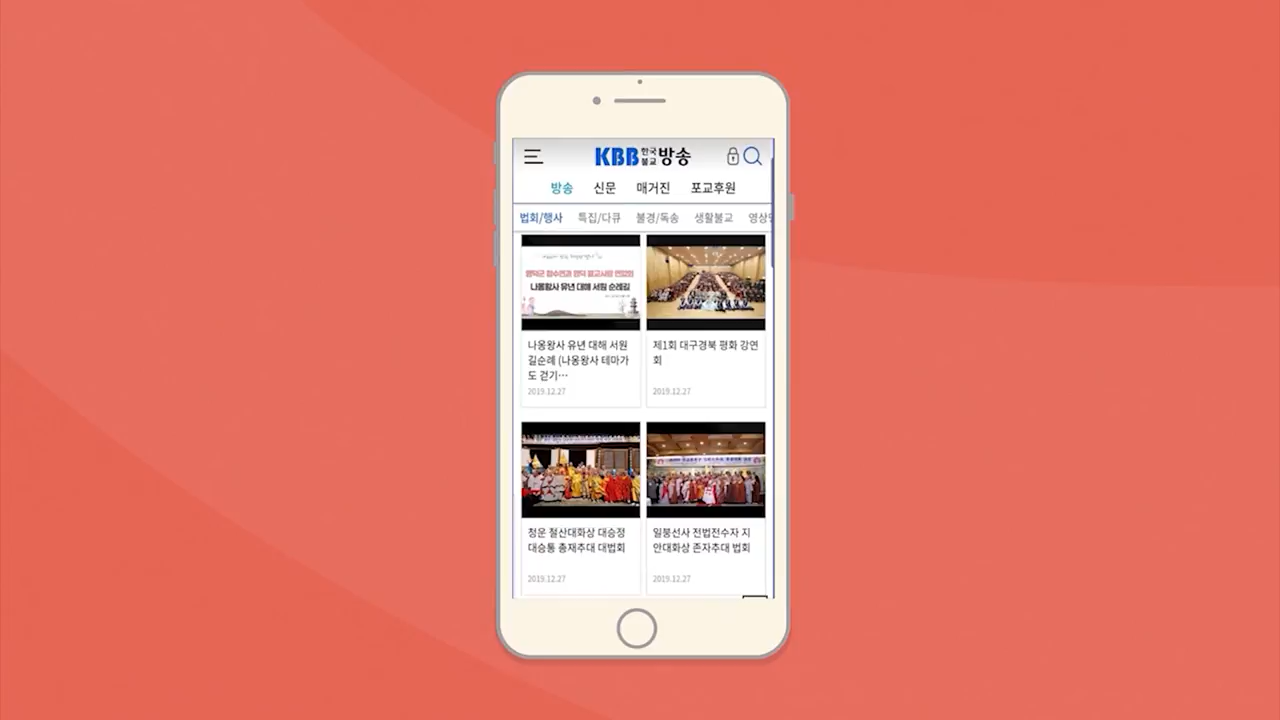 KBB 한국불교 방송
방송 신문 매거진 포교후원
법회/행사 특집/다큐 불경/독송 생활불교 영상
나옹왕사 유년 대해 서원 순례길
나옹왕사 유년 대해 서원
길순례 (나옹왕사 테마가
도 걷기…
2019.12.27
제1회 대구경북 평화 강연
회
2019.12.27
청운 절산대화상 대승정
대승통 총재추대 대법회
2019.12.27
일붕선사 전법전수자 지
안대화상 존자추대 법회
2019.12.27